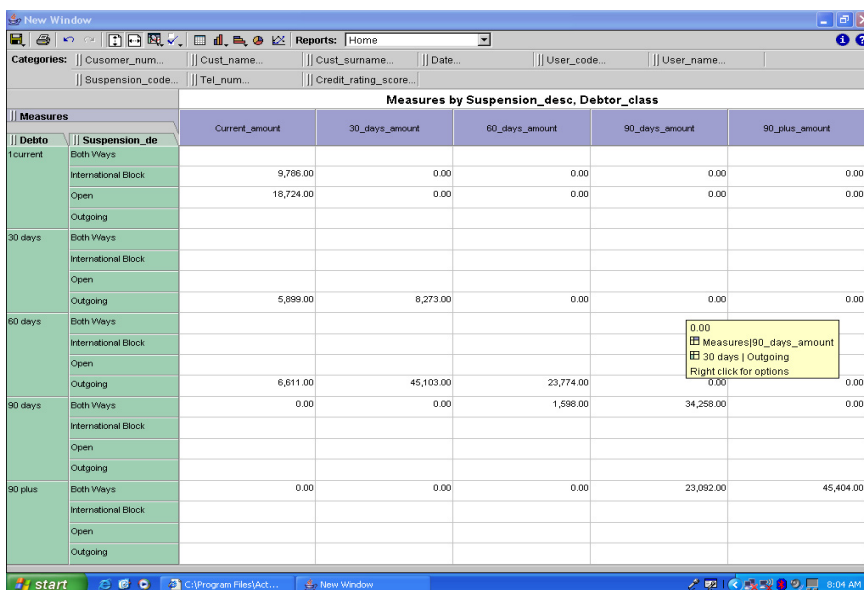 New Window
Reports: Home
Categories: Cusomer_num... Cust_name... Cust_surname... Date... User_code... User_name...
Suspension_code... Tel_num... Credit_rating_score...
Measures by Suspension_desc, Debtor_class
Measures
Debto Suspension_de Current_amount 30_days_amount 60_days_amount 90_days_amount 90_plus_amount
1current Both Ways
International Block 9,786.00 0.00 0.00 0.00 0.00
Open 18,724.00 0.00 0.00 0.00 0.00
Outgoing
30 days Both Ways
International Block
Open
Outgoing 5,899.00 8,273.00 0.00 0.00 0.00
60 days Both Ways
International Block
Open
Outgoing 6,611.00 45,103.00 23,774.00 0.00 0.00
0.00
Measures|90_days_amount
30 days | Outgoing
Right click for options
90 days Both Ways 0.00 0.00 1,598.00 34,258.00 0.00
International Block
Open
Outgoing
90 plus Both Ways 0.00 0.00 0.00 23,092.00 45,404.00
International Block
Open
Outgoing
start C:\Program Files\Act... New Window 8:04 AM